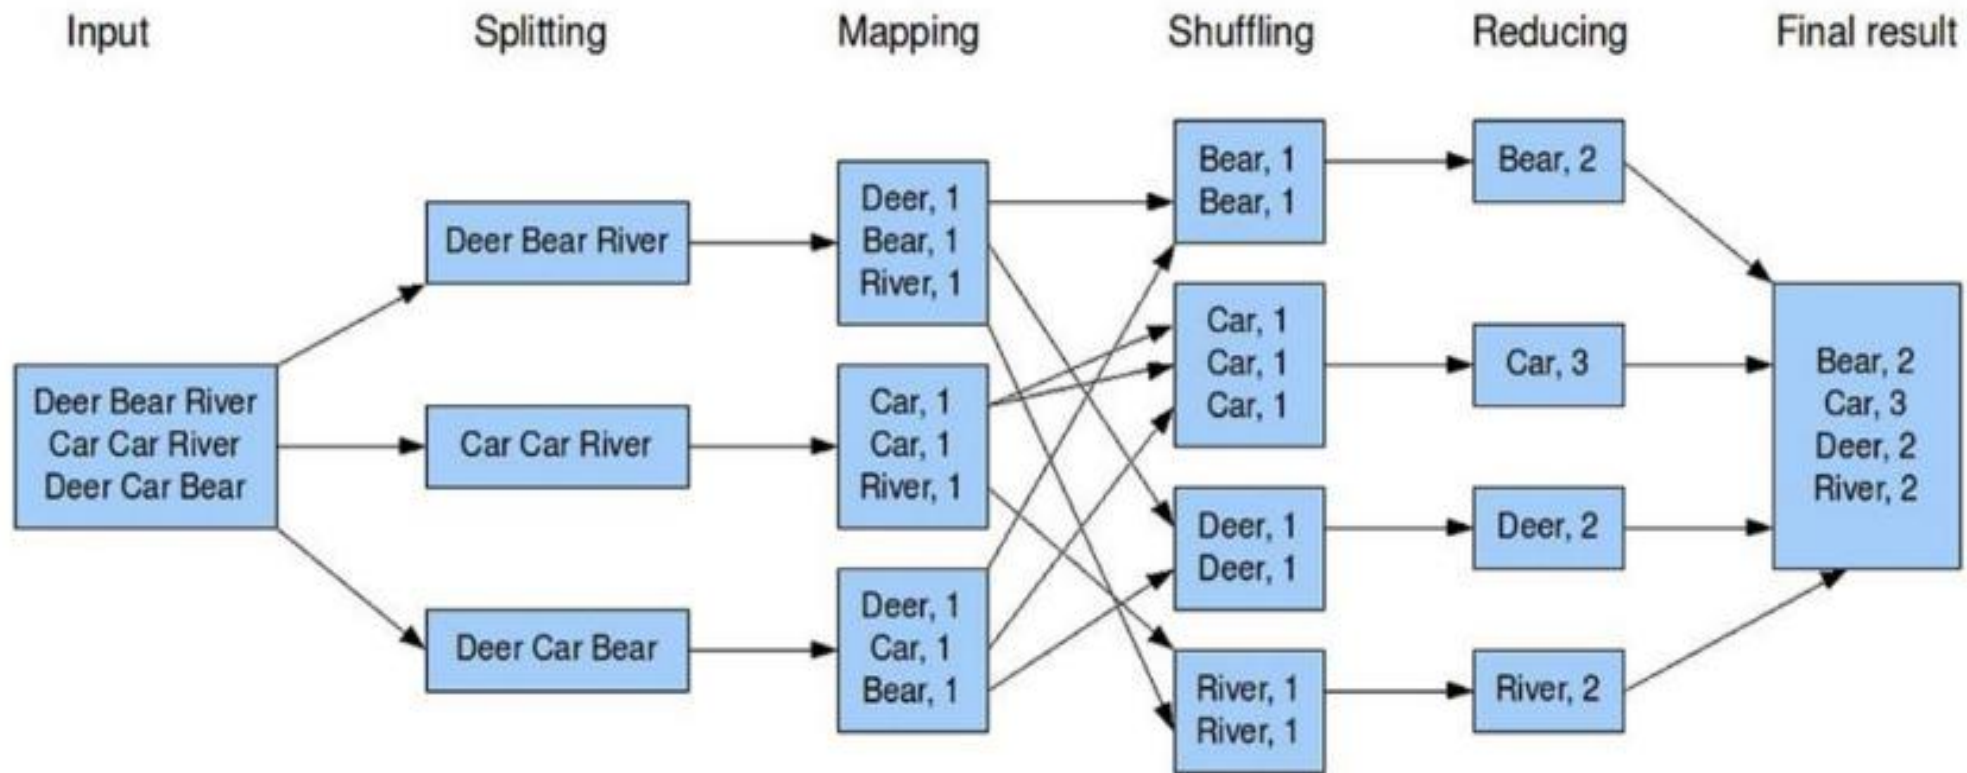 Input
Splitting
Mapping
Shuffling
Reducing
Final result
Deer Bear River
Car Car River
Deer Car Bear
Deer Bear River
Car Car River
Deer Car Bear
Deer, 1
Bear, 1
River, 1
Car, 1
Car, 1
River, 1
Deer, 1
Car, 1
Bear, 1
Bear, 1
Bear, 1
Car, 1
Car, 1
Car, 1
Deer, 1
Deer, 1
River, 1
River, 1
Bear, 2
Car, 3
Deer, 2
River, 2
Bear, 2
Car, 3
Deer, 2
River, 2